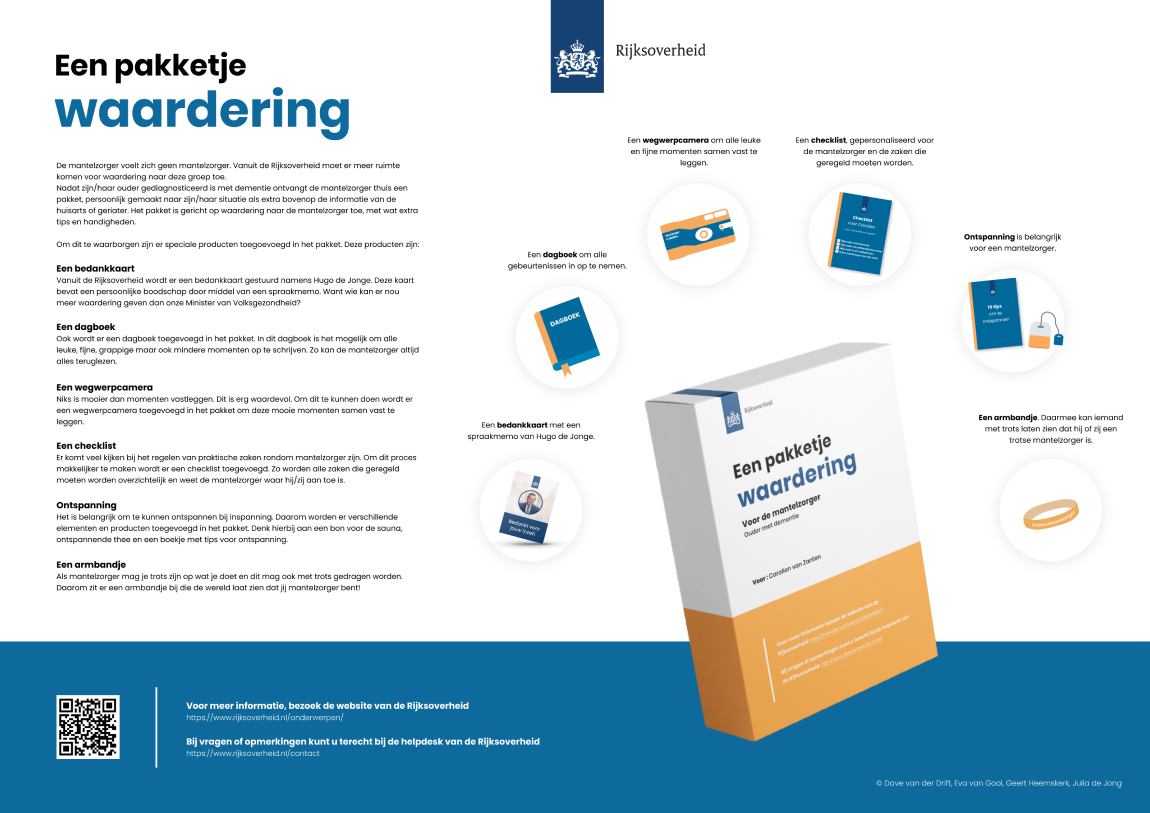 Rijksoverheid
Een pakketje
waardering
De mantelzorger voelt zich geen mantelzorger. Vanuit de Rijksoverheid moet er meer ruimte
komen voor waardering naar deze groep toe.
Nadat zijn/haar ouder gediagnosticeerd is met dementie ontvangt de mantelzorger thuis een
pakket, persoonlijk gemaakt naar zijn/haar situatie als extra bovenop de informatie van de
huisarts of geriater. Het pakket is gericht op waardering naar de mantelzorger toe, met wat extra
tips en handigheden.
Om dit te waarborgen zijn er speciale producten toegoevoegd in het pakket. Deze producten zijn:
Een bedankkaart
Vanuit de Rijksoverheid wordt er een bedankkaart gestuurd namens Hugo de Jonge. Deze kaart
bevat een persoonlijke boodschap door middel van een spraakmemo. Want wie kan er nou
meer waardering geven dan onze Minister van Volksgezondheid?
Een dagboek
Ook wordt er een dagboek toegevoegd in het pakket. In dit dagboek is het mogelijk om alle
leuke, fijne, grappige maar ook mindere momenten op te schrijven. Zo kan de mantelzorger altijd
alles teruglezen.
Een wegwerpcamera
Niks is mooier dan momenten vastleggen. Dit is erg waardevol. Om dit te kunnen doen wordt er
een wegwerpcamera toegevoegd in het pakket om deze mooie momenten samen vast te
leggen.
Een checklist
Er komt veel kijken bij het regelen van praktische zaken rondom mantelzorger zijn. Om dit proces
makkelijker te maken wordt er een checklist toegevoegd. Zo worden alle zaken die geregeld
moeten worden overzichtelijk en weet de mantelzorger waar hij/zij aan toe is.
Ontspanning
Het is belangrijk om te kunnen ontspannen bij inspanning. Daarom worden er verschillende
elementen en producten toegevoegd in het pakket. Denk hierbij aan een bon voor de sauna,
ontspannende thee en een boekje met tips voor ontspanning.
Een armbandje
Als mantelzorger mag je trots zijn op wat je doet en dit mag ook met trots gedragen worden.
Daarom zit er een armbandje bij die de wereld laat zien dat jij mantelzorger bent!
Een wegwerpcamera om alle leuke
en fijne momenten samen vast te
leggen.
Een checklist, gepersonaliseerd voor
de mantelzorger en de zaken die
geregeld moeten worden.
Checklist
voor Carolien
Een dagboek om alle
gebeurtenissen in op te nemen.
DAGBOEK
Ontspanning is belangrijk
voor een mantelzorger.
10 tips
om te
ontspannen
Een bedankkaart met een
spraakmemo van Hugo de Jonge.
Bedankt voor
jouw inzet!
Een armbandje. Daarmee kan iemand
met trots laten zien dat hij of zij een
trotse mantelzorger is.
Rijksoverheid
Een pakketje
waardering
Voor de mantelzorger
Ouder met dementie
Voor: Carolien van Zanten
Voor meer informatie bezoek de website van de
Rijksoverheid:
Bij vragen of opmerkingen kunt u terecht bij de helpdesk van
de Rijksoverheid:
Voor meer informatie, bezoek de website van de Rijksoverheid
https://www.rijksoverheid.nl/onderwerpen/
Bij vragen of opmerkingen kunt u terecht bij de helpdesk van de Rijksoverheid
https://www.rijksoverheid.nl/contact
© Dave van der Drift, Eva van Gool, Geert Heemskerk, Julia de Jong